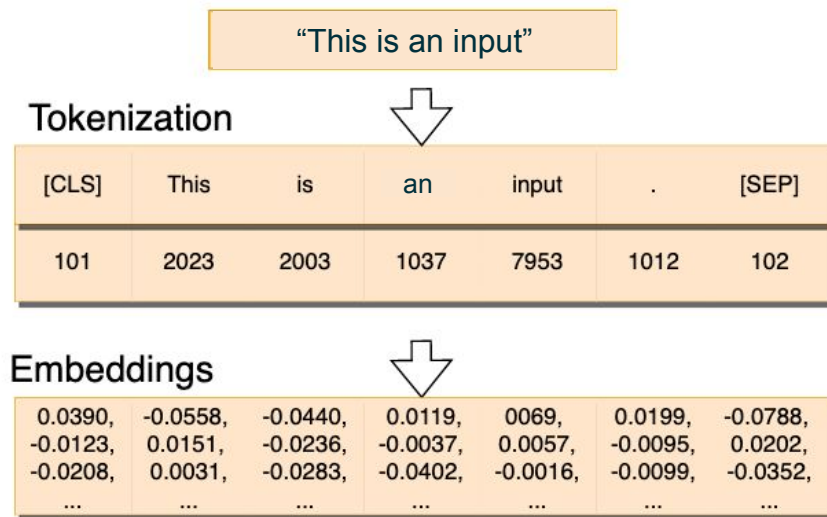 “This is an input”
Tokenization
[CLS] This is an input . [SEP]
101 2023 2003 1037 7953 1012 102
Embeddings
0.0390, -0.0558, -0.0440, 0.0119, 0069, 0.0199, -0.0788,
-0.0123, 0.0151, -0.0236, -0.0037, 0.0057, -0.0095, 0.0202,
-0.0208, 0.0031, -0.0283, -0.0402, -0.0016, -0.0099, -0.0352,
... ... ... ... ... ... ...